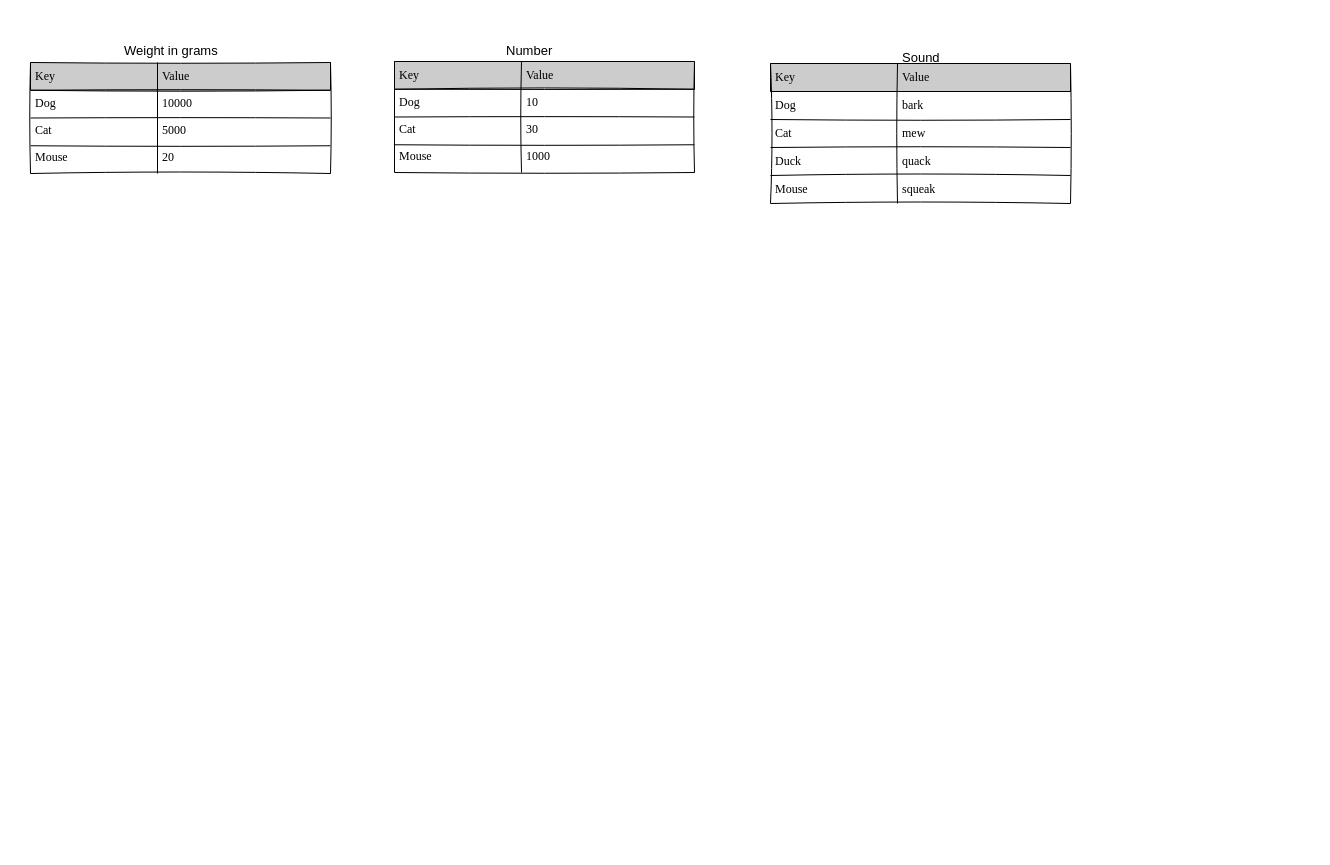 Weight in grams
Key Value
Dog 10000
Cat 5000
Mouse 20
Number
Key Value
Dog 10
Cat 30
Mouse 1000
Sound
Key Value
Dog bark
Cat mew
Duck quack
Mouse squeak